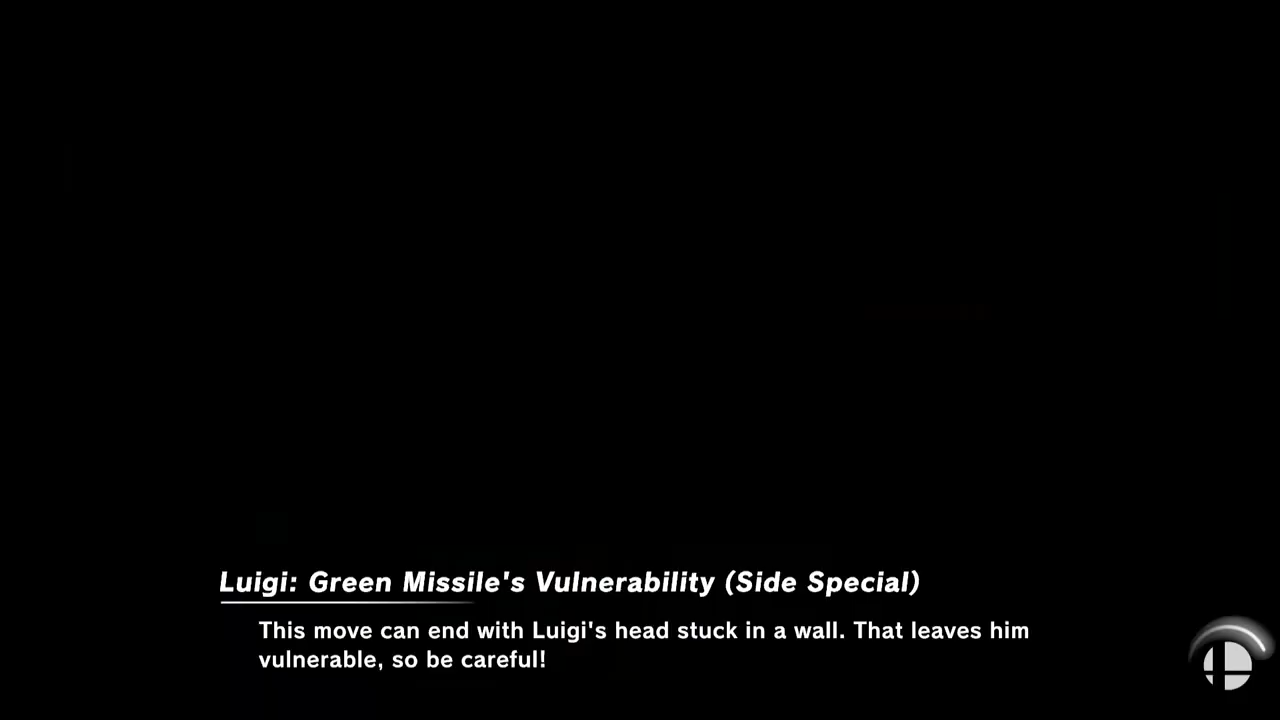 Luigi: Green Missile's Vulnerability (Side Special)
This move can end with Luigi's head stuck in a wall. That leaves him
vulnerable, so be careful!